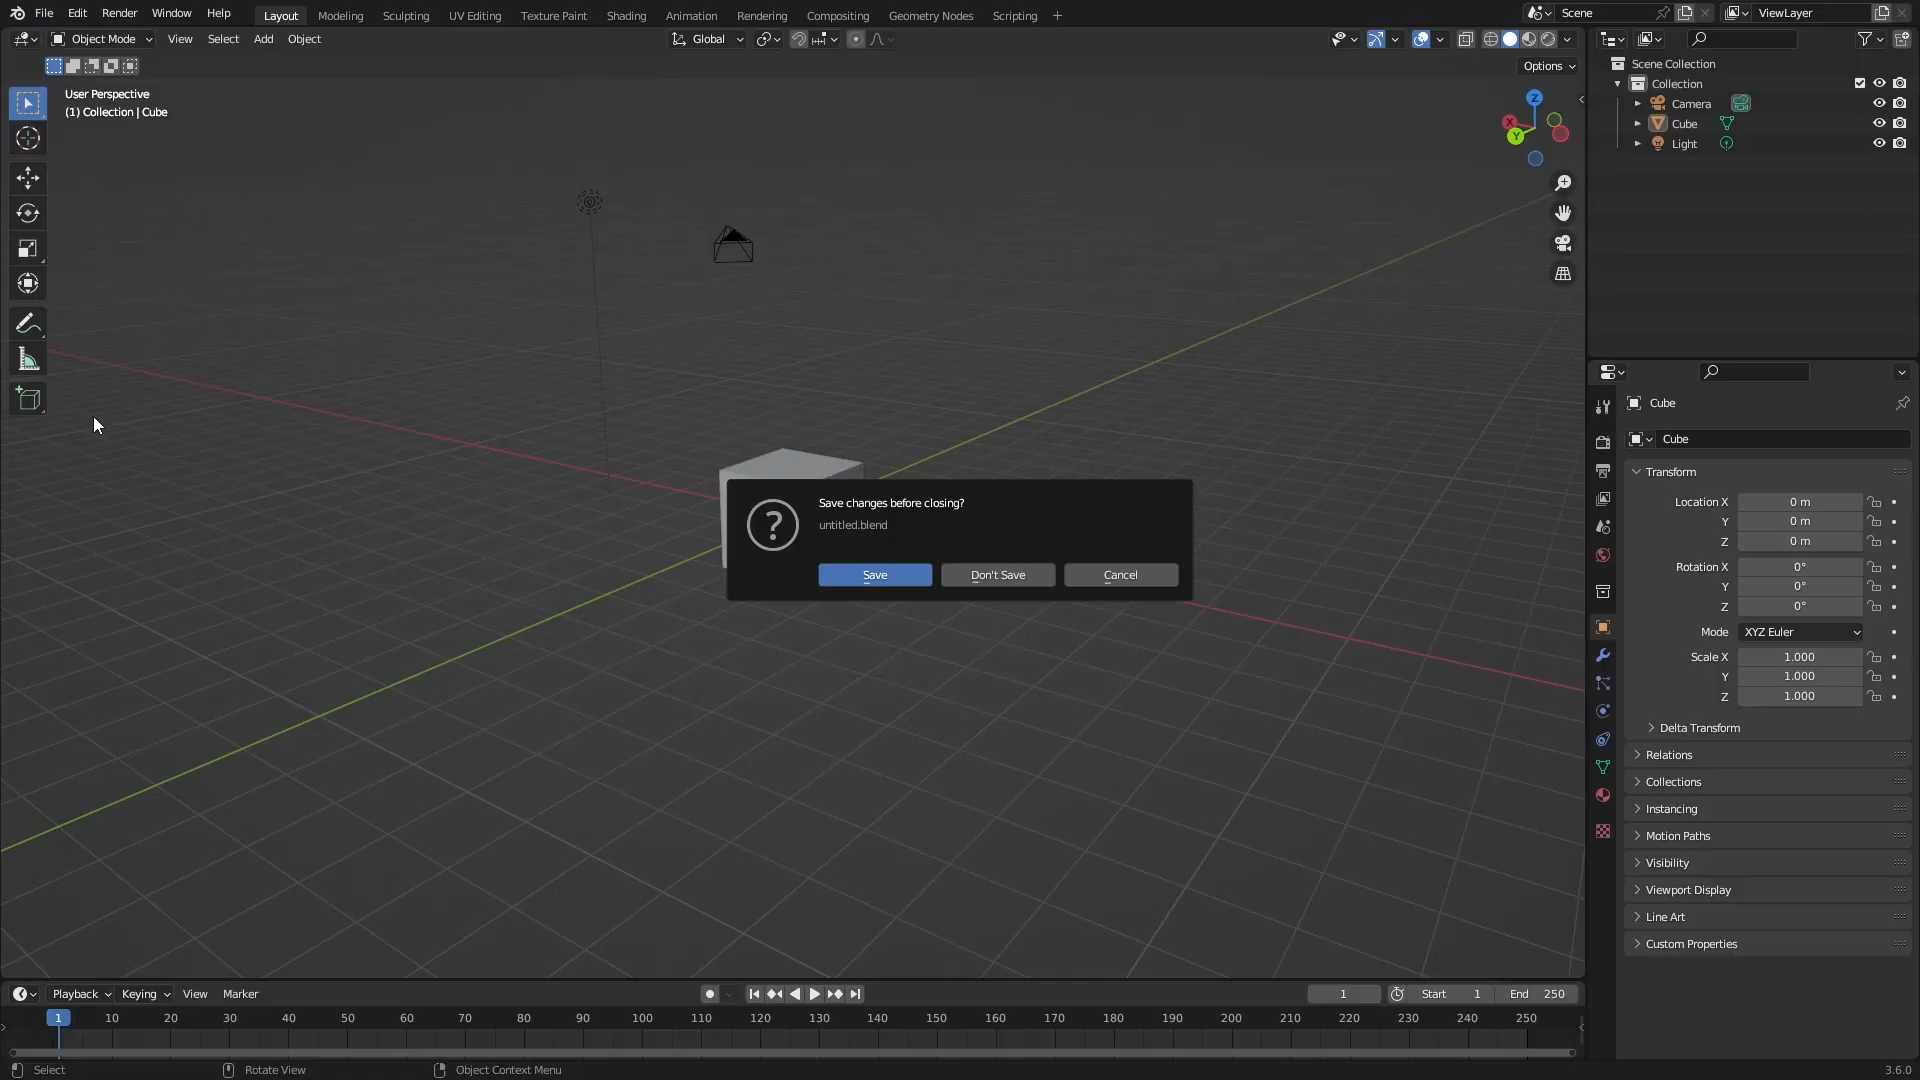 File Edit Render Window Help Layout Modeling Sculpting UV Editing Texture Paint Shading Animation Rendering Compositing Geometry Nodes Scripting + Scene ViewLayer
Object Mode View Select Add Object Global
Options
User Perspective
(1) Collection | Cube
Z
X
Y
Scene Collection
Collection
Camera
Cube
Light
Cube
Cube
Transform
Location X 0 m
Y 0 m
Z 0 m
Rotation X 0°
Y 0°
Z 0°
Mode XYZ Euler
Scale X 1.000
Y 1.000
Z 1.000
Delta Transform
Relations
Collections
Instancing
Motion Paths
Visibility
Viewport Display
Line Art
Custom Properties
Save changes before closing?
untitled.blend
Save Don't Save Cancel
Playback Keying View Marker 1 Start 1 End 250
1 10 20 30 40 50 60 70 80 90 100 110 120 130 140 150 160 170 180 190 200 210 220 230 240 250
Select Rotate View Object Context Menu 3.6.0